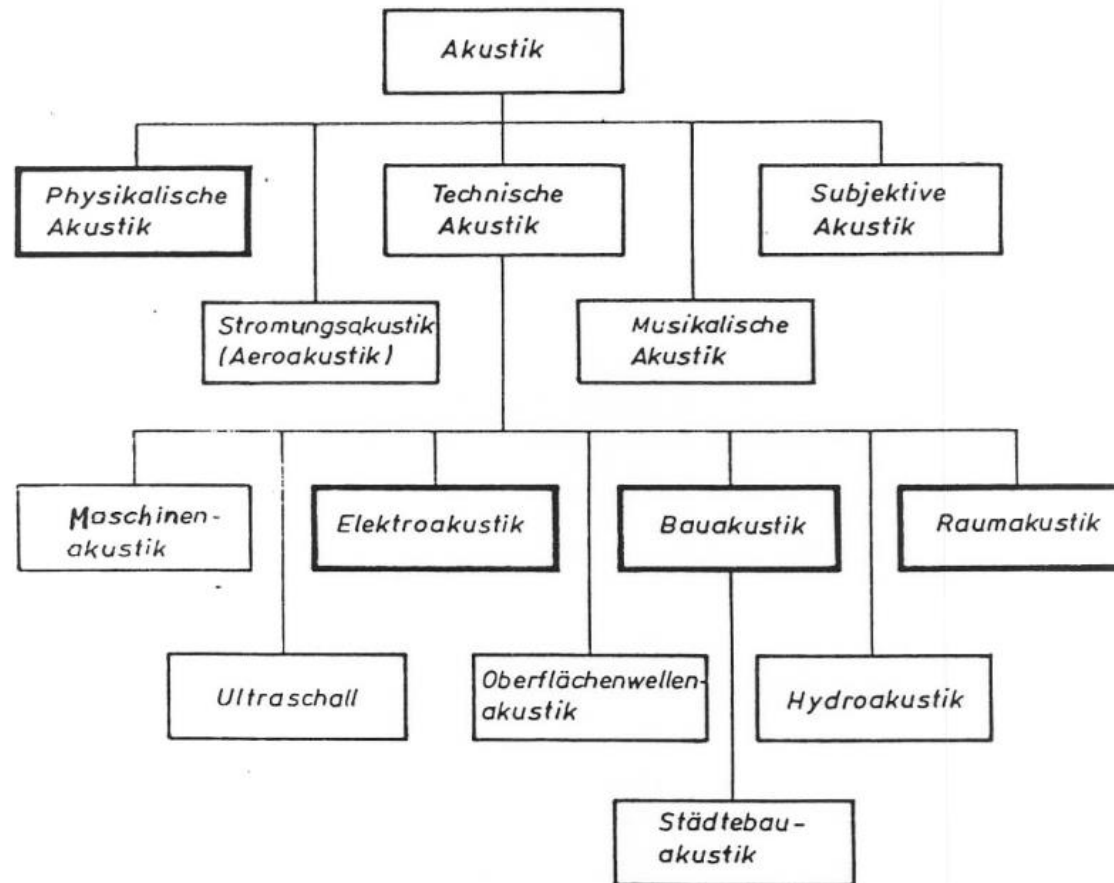 Akustik
Physikalische
Akustik
Technische
Akustik
Subjektive
Akustik
Stromungsakustik
(Aeroakustik)
Musikalische
Akustik
Maschinen-
akustik
Elektroakustik
Bauakustik
Raumakustik
Ultraschall
Oberflächenwellen-
akustik
Hydroakustik
Städtebau-
akustik